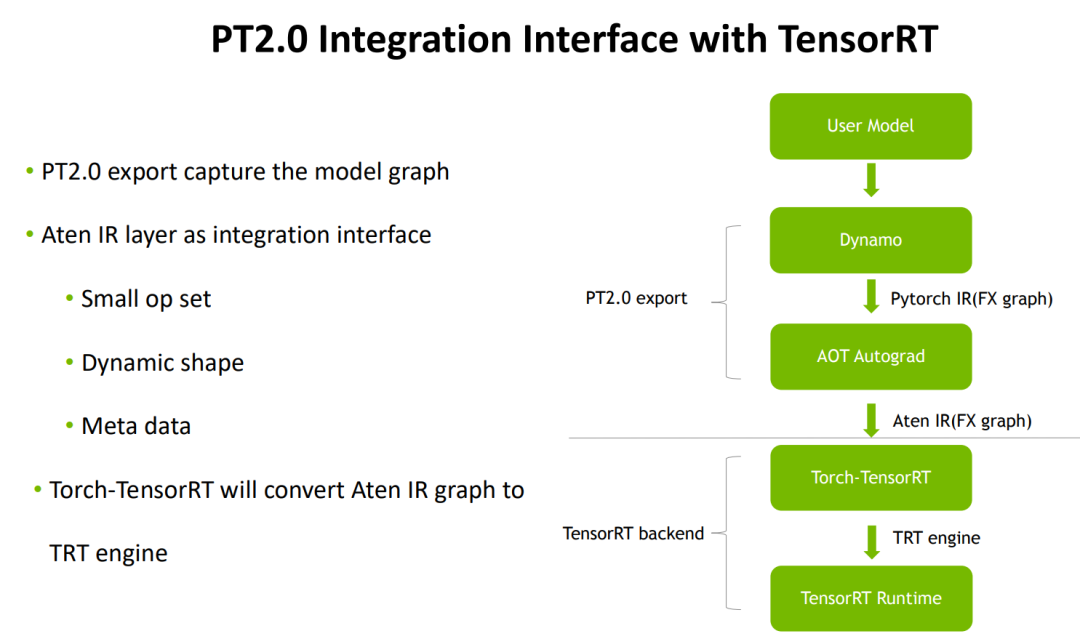 PT2.0 Integration Interface with TensorRT
• PT2.0 export capture the model graph
• Aten IR layer as integration interface
• Small op set
• Dynamic shape
• Meta data
• Torch-TensorRT will convert Aten IR graph to
TRT engine
User Model
Dynamo
PT2.0 export
Pytorch IR(FX graph)
AOT Autograd
Aten IR(FX graph)
Torch-TensorRT
TensorRT backend
TRT engine
TensorRT Runtime